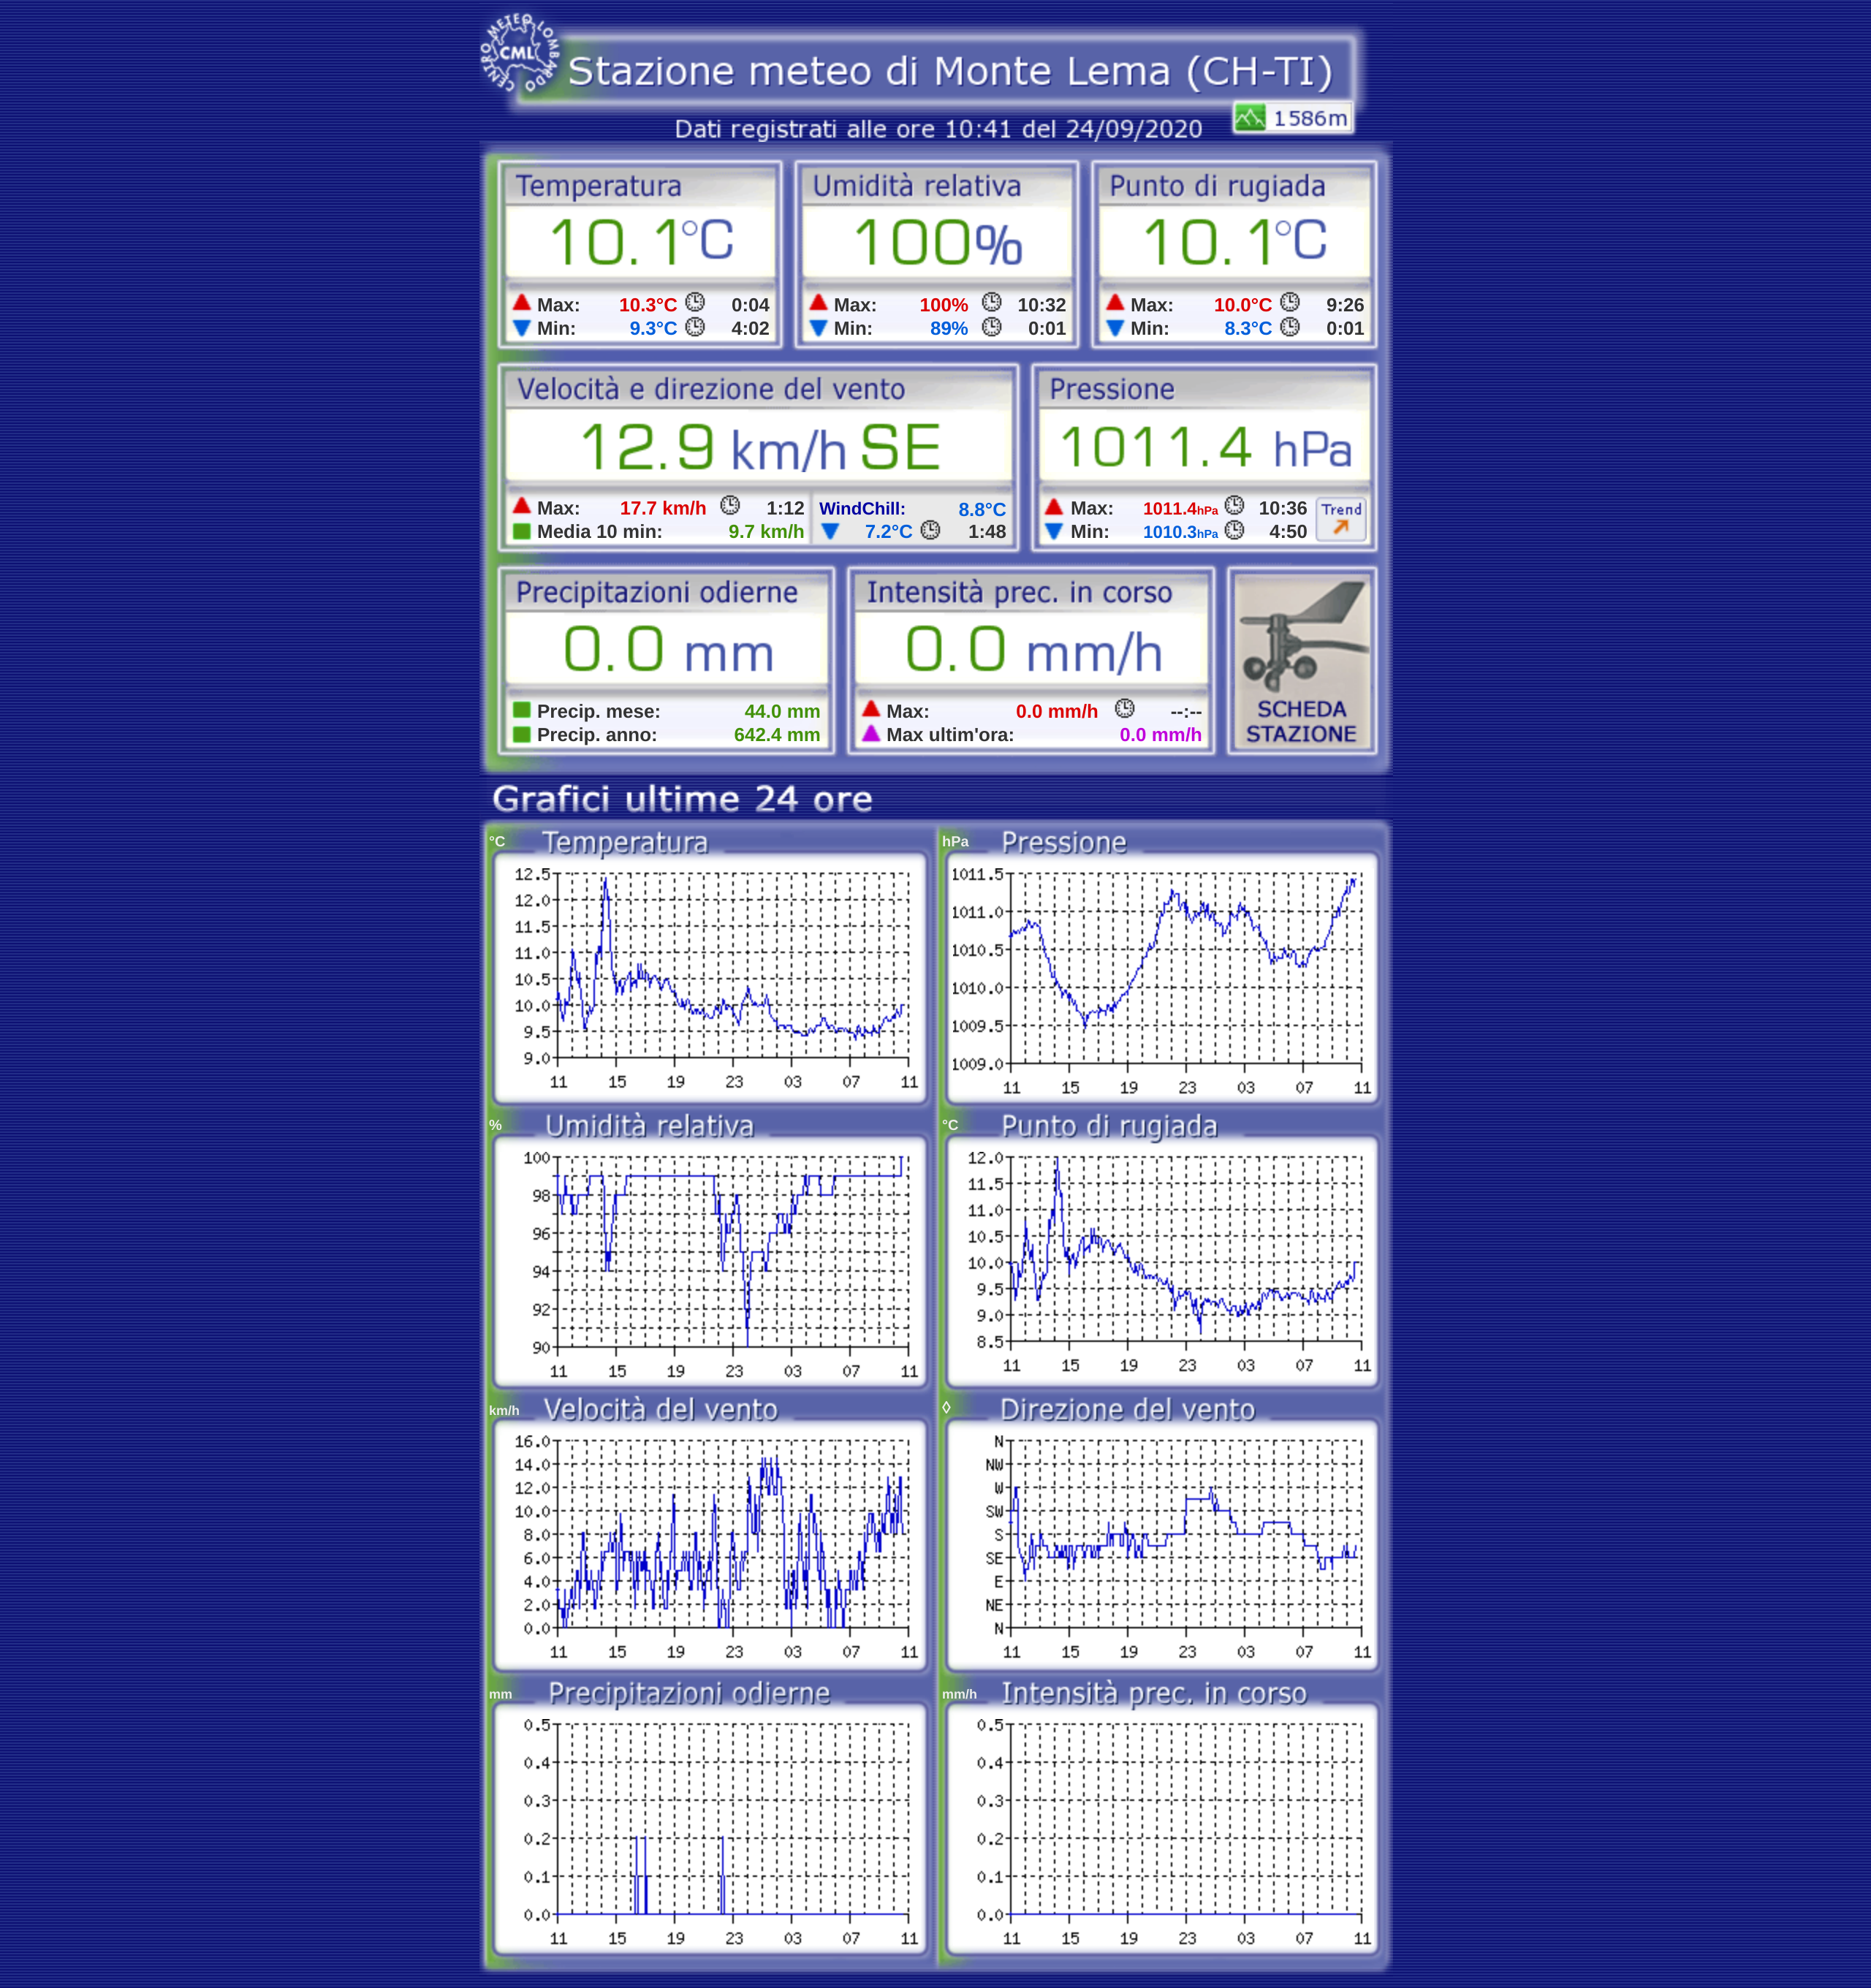 CENTRO METEO LOMBARDO
CML
Stazione meteo di Monte Lema (CH-TI)
1586m
Dati registrati alle ore 10:41 del 24/09/2020
Temperatura
10.1°C
Max: 10.3°C 0:04
Min: 9.3°C 4:02
Umidità relativa
100%
Max: 100% 10:32
Min: 89% 0:01
Punto di rugiada
10.1°C
Max: 10.0°C 9:26
Min: 8.3°C 0:01
Velocità e direzione del vento
12.9 km/h SE
Max: 17.7 km/h 1:12
Media 10 min: 9.7 km/h
WindChill: 8.8°C
7.2°C 1:48
Pressione
1011.4 hPa
Max: 1011.4hPa 10:36
Min: 1010.3hPa 4:50
Trend
Precipitazioni odierne
0.0 mm
Precip. mese: 44.0 mm
Precip. anno: 642.4 mm
Intensità prec. in corso
0.0 mm/h
Max: 0.0 mm/h --:--
Max ultim'ora: 0.0 mm/h
SCHEDA
STAZIONE
Grafici ultime 24 ore
°C Temperatura
12.5
12.0
11.5
11.0
10.5
10.0
9.5
9.0
11 15 19 23 03 07 11
hPa Pressione
1011.5
1011.0
1010.5
1010.0
1009.5
1009.0
11 15 19 23 03 07 11
% Umidità relativa
100
98
96
94
92
90
11 15 19 23 03 07 11
°C Punto di rugiada
12.0
11.5
11.0
10.5
10.0
9.5
9.0
8.5
11 15 19 23 03 07 11
km/h Velocità del vento
16.0
14.0
12.0
10.0
8.0
6.0
4.0
2.0
0.0
11 15 19 23 03 07 11
◊ Direzione del vento
N
NW
W
SW
S
SE
E
NE
N
11 15 19 23 03 07 11
mm Precipitazioni odierne
0.5
0.4
0.3
0.2
0.1
0.0
11 15 19 23 03 07 11
mm/h Intensità prec. in corso
0.5
0.4
0.3
0.2
0.1
0.0
11 15 19 23 03 07 11